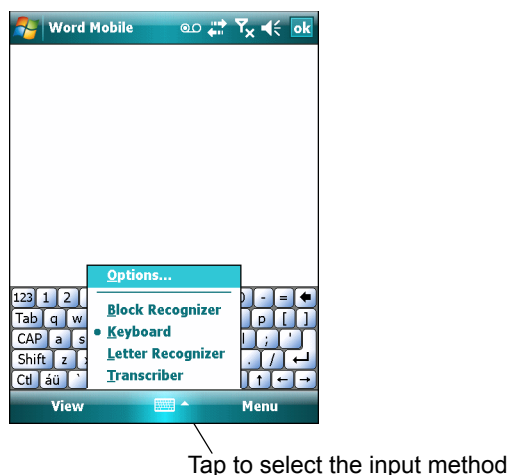 Word Mobile ok
Options...
Block Recognizer
Keyboard
Letter Recognizer
Transcriber
123 1 2 - = 
Tab q w p [ ]
CAP a s ; '
Shift z . /
Ctl áü ` ↑ ← →
View Menu
Tap to select the input method